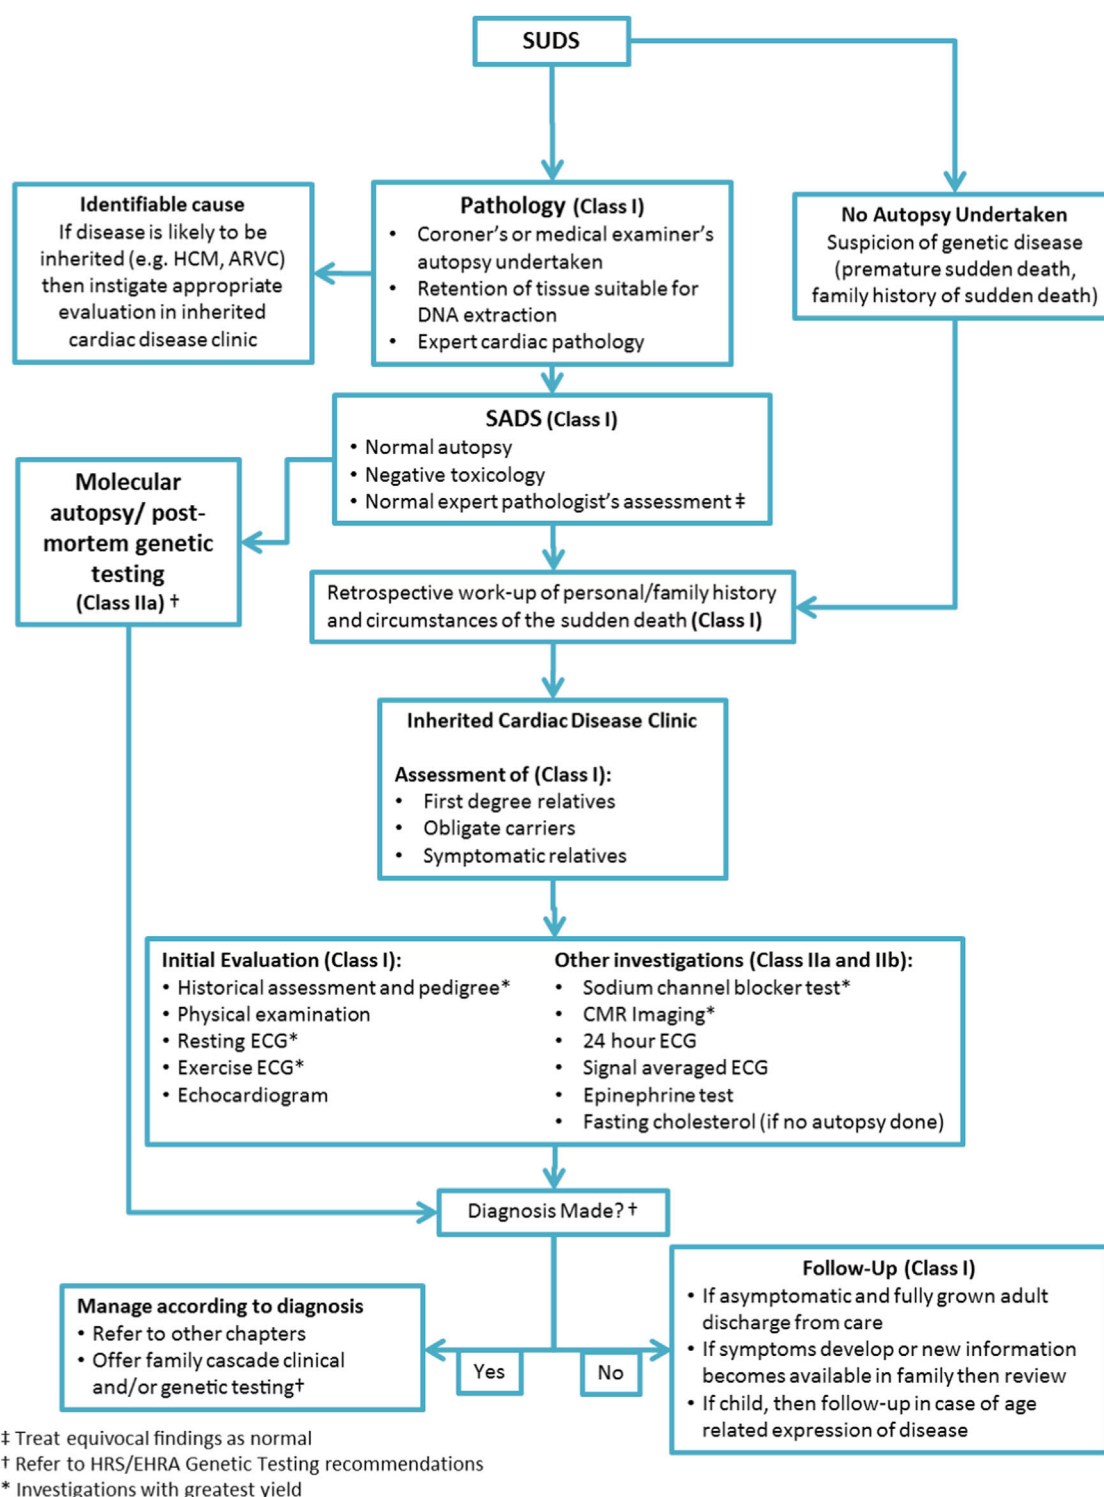 SUDS
Identifiable cause
If disease is likely to be
inherited (e.g. HCM, ARVC)
then instigate appropriate
evaluation in inherited
cardiac disease clinic
Pathology (Class I)
• Coroner's or medical examiner's
autopsy undertaken
• Retention of tissue suitable for
DNA extraction
• Expert cardiac pathology
No Autopsy Undertaken
Suspicion of genetic disease
(premature sudden death,
family history of sudden death)
SADS (Class I)
• Normal autopsy
• Negative toxicology
• Normal expert pathologist's assessment ‡
Molecular
autopsy/ post-
mortem genetic
testing
(Class IIa) †
Retrospective work-up of personal/family history
and circumstances of the sudden death (Class I)
Inherited Cardiac Disease Clinic
Assessment of (Class I):
• First degree relatives
• Obligate carriers
• Symptomatic relatives
Initial Evaluation (Class I):
• Historical assessment and pedigree*
• Physical examination
• Resting ECG*
• Exercise ECG*
• Echocardiogram
Other investigations (Class IIa and IIb):
• Sodium channel blocker test*
• CMR Imaging*
• 24 hour ECG
• Signal averaged ECG
• Epinephrine test
• Fasting cholesterol (if no autopsy done)
Diagnosis Made? †
Manage according to diagnosis
• Refer to other chapters
• Offer family cascade clinical
and/or genetic testing†
Yes
No
Follow-Up (Class I)
• If asymptomatic and fully grown adult
discharge from care
• If symptoms develop or new information
becomes available in family then review
• If child, then follow-up in case of age
related expression of disease
‡ Treat equivocal findings as normal
† Refer to HRS/EHRA Genetic Testing recommendations
* Investigations with greatest yield